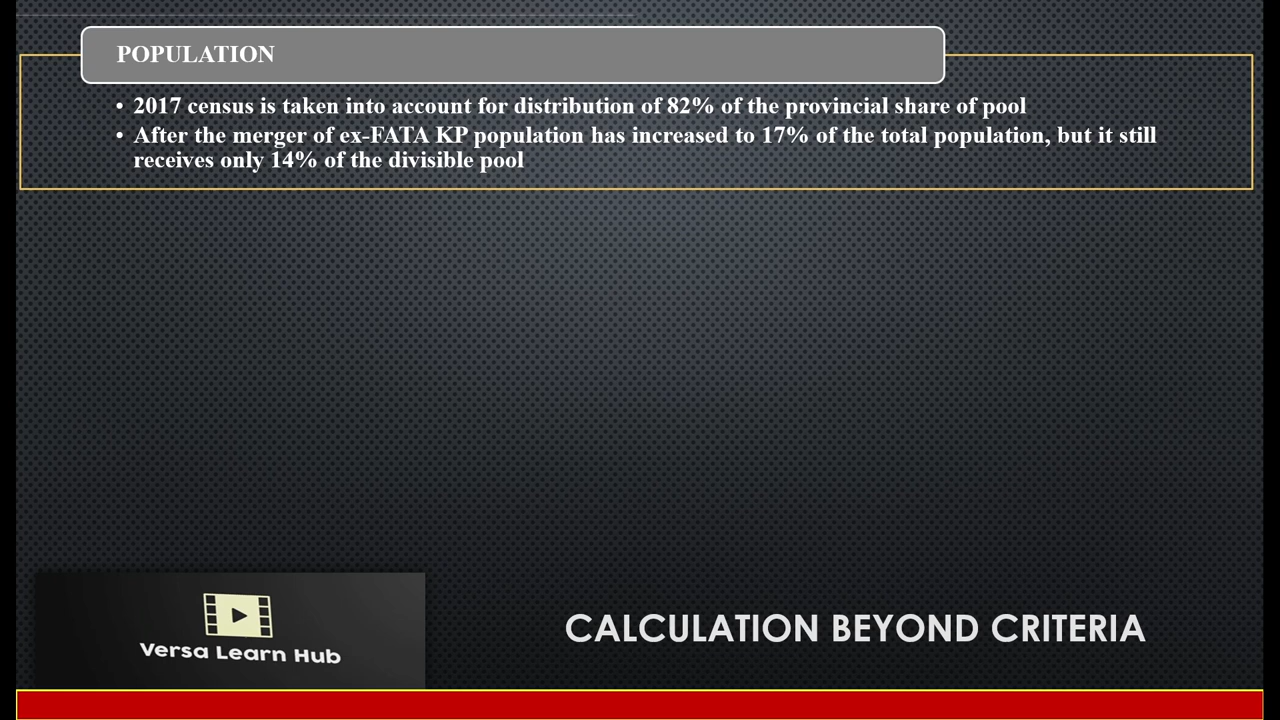 POPULATION
• 2017 census is taken into account for distribution of 82% of the provincial share of pool
• After the merger of ex-FATA KP population has increased to 17% of the total population, but it still
receives only 14% of the divisible pool
Versa Learn Hub
CALCULATION BEYOND CRITERIA